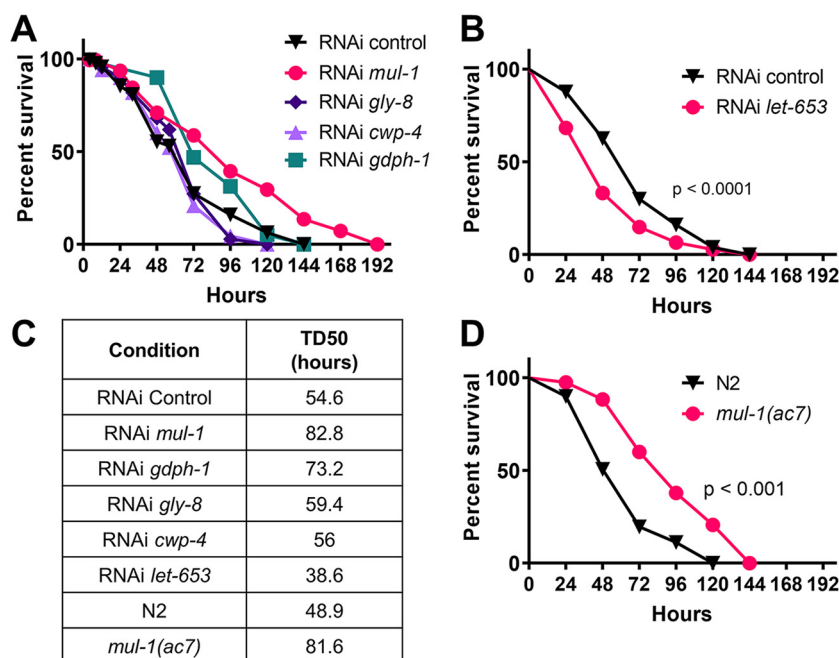 A
RNAi control
RNAi mul-1
RNAi gly-8
RNAi cwp-4
RNAi gdph-1
Percent survival
100
50
0
0 24 48 72 96 120 144 168 192
Hours
B
RNAi control
RNAi let-653
p < 0.0001
Percent survival
100
50
0
0 24 48 72 96 120 144 168 192
Hours
C
Condition TD50 (hours)
RNAi Control 54.6
RNAi mul-1 82.8
RNAi gdph-1 73.2
RNAi gly-8 59.4
RNAi cwp-4 56
RNAi let-653 38.6
N2 48.9
mul-1(ac7) 81.6
D
N2
mul-1(ac7)
p < 0.001
Percent survival
100
50
0
0 24 48 72 96 120 144 168 192
Hours